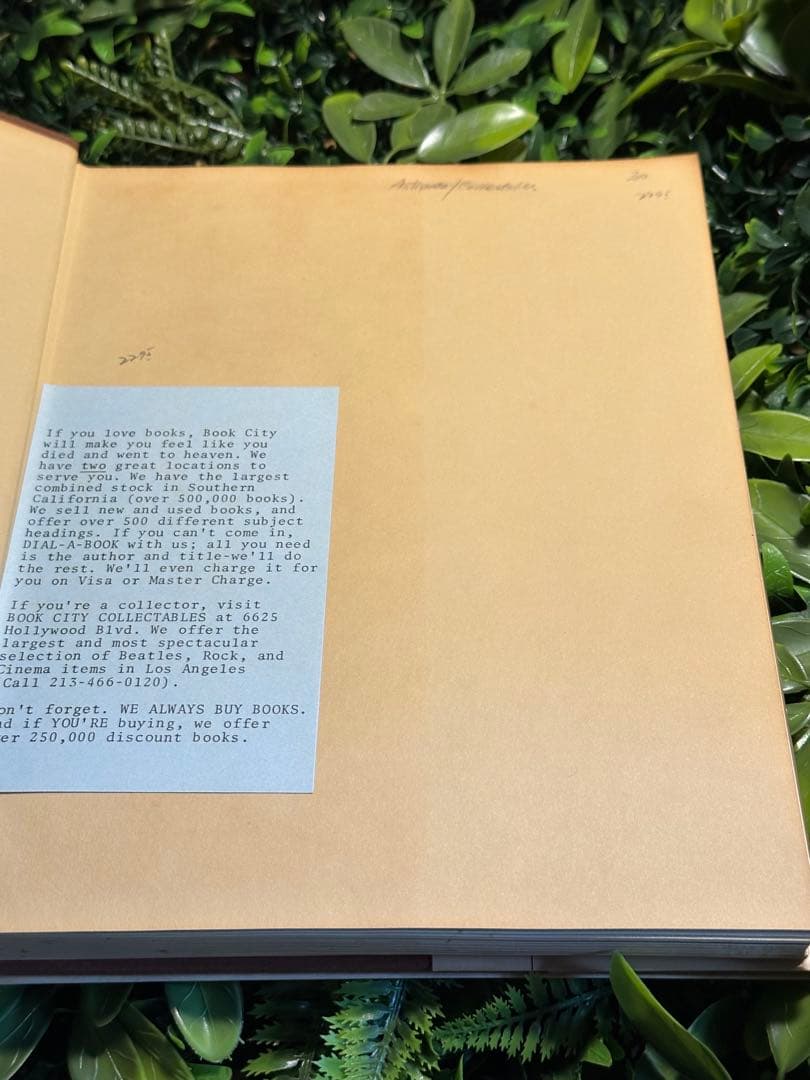 22 95
22 95
If you love books, Book City
will make you feel like you
died and went to heaven. We
have two great locations to
serve you. We have the largest
combined stock in Southern
California (over 500,000 books).
We sell new and used books, and
offer over 500 different subject
headings. If you can't come in,
DIAL-A-BOOK with us; all you need
is the author and title-we'll do
the rest. We'll even charge it for
you on Visa or Master Charge.
If you're a collector, visit
BOOK CITY COLLECTABLES at 6625
Hollywood Blvd. We offer the
largest and most spectacular
selection of Beatles, Rock, and
Cinema items in Los Angeles
Call 213-466-0120).
on't forget. WE ALWAYS BUY BOOKS.
if YOU'RE buying, we offer
250,000 discount books.